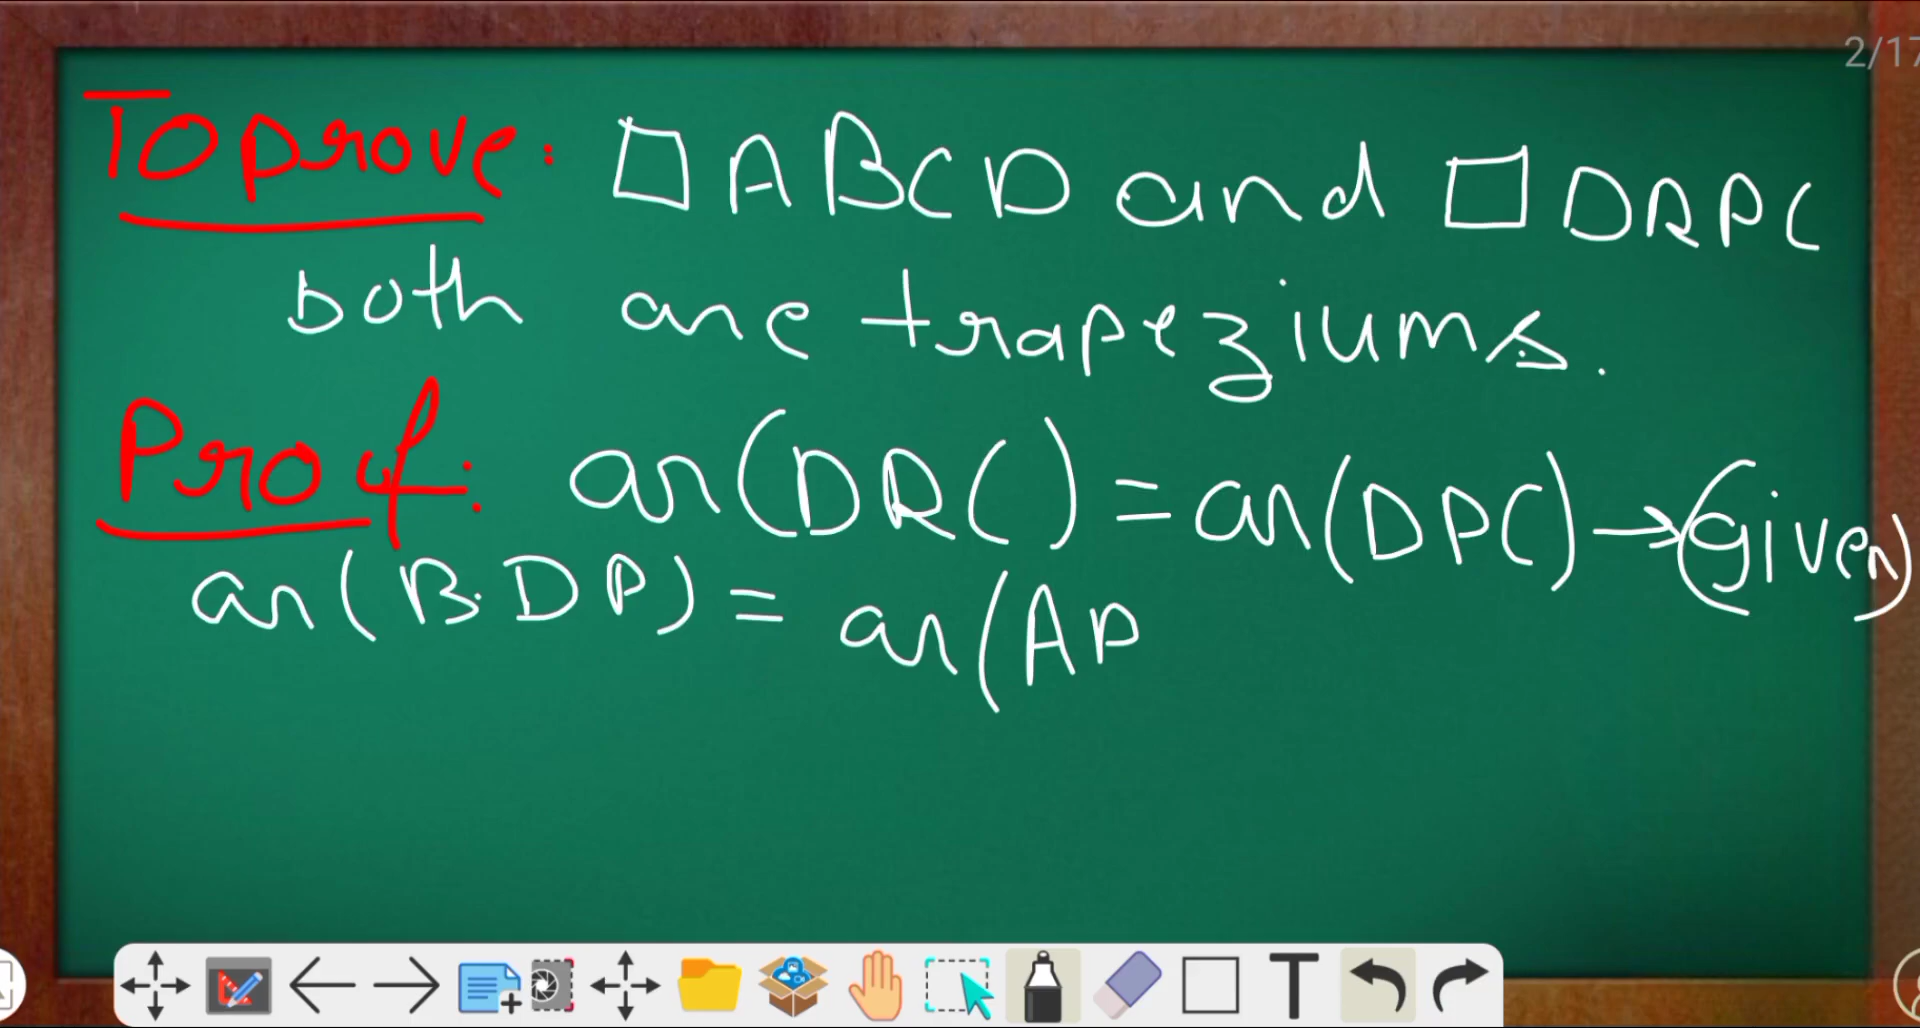 2/17
To prove: □ABCD and □DRPC
both are trapeziums.
Proof: ar(DRC) = ar(DPC) → (given)
ar(BDP) = ar(AP
T